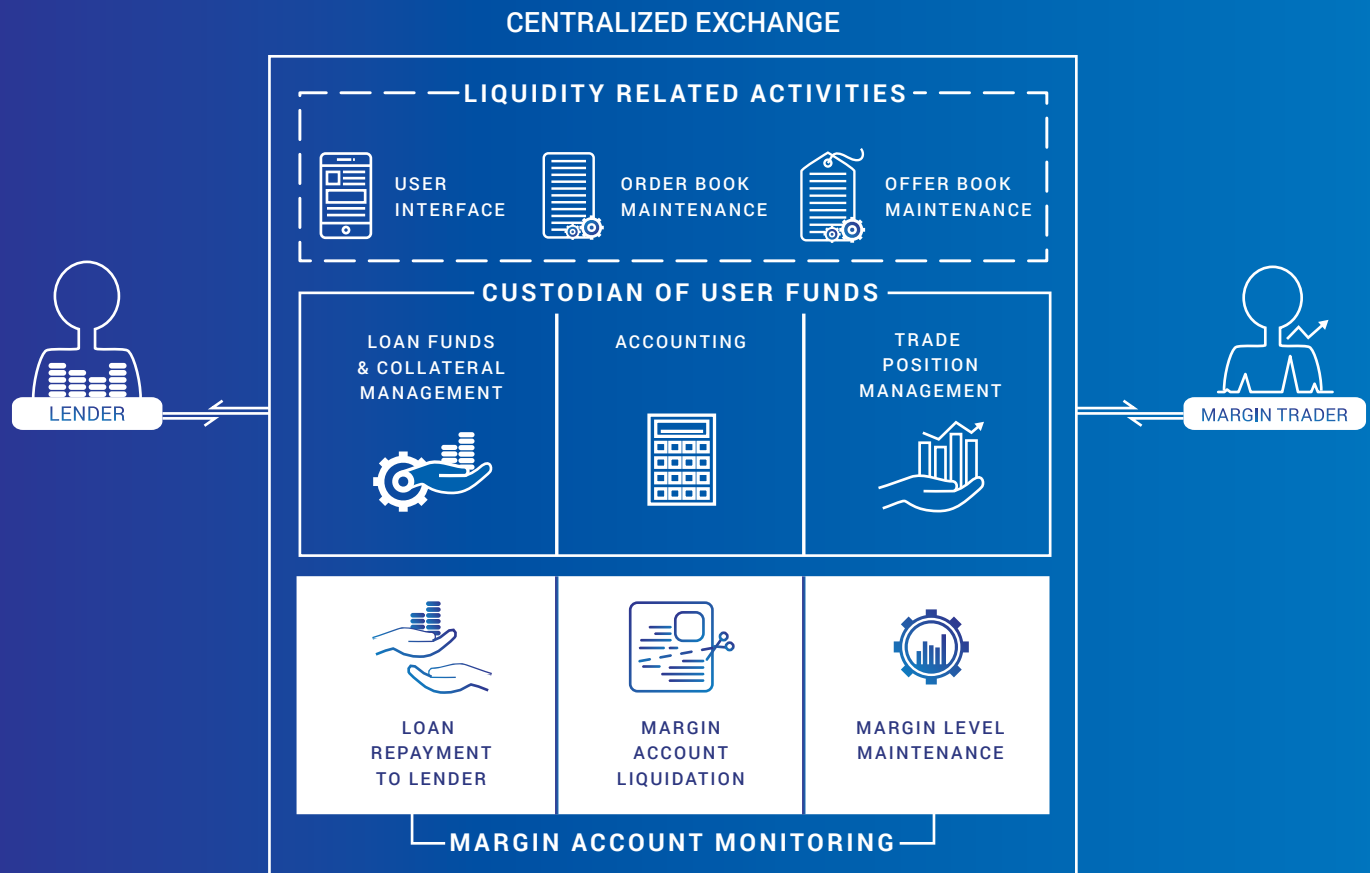 CENTRALIZED EXCHANGE
LIQUIDITY RELATED ACTIVITIES
USER
INTERFACE
ORDER BOOK
MAINTENANCE
OFFER BOOK
MAINTENANCE
CUSTODIAN OF USER FUNDS
LOAN FUNDS
& COLLATERAL
MANAGEMENT
ACCOUNTING
TRADE
POSITION
MANAGEMENT
LENDER
MARGIN TRADER
LOAN
REPAYMENT
TO LENDER
MARGIN
ACCOUNT
LIQUIDATION
MARGIN LEVEL
MAINTENANCE
MARGIN ACCOUNT MONITORING